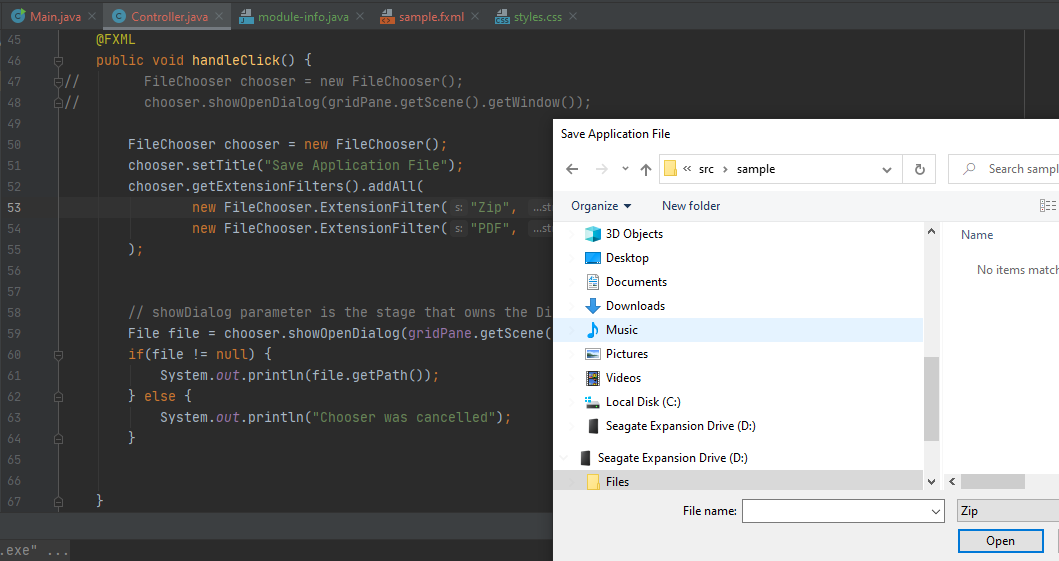 Main.java Controller.java module-info.java sample.fxml styles.css
45 @FXML
46 public void handleClick() {
47 // FileChooser chooser = new FileChooser();
48 // chooser.showOpenDialog(gridPane.getScene().getWindow());
49
50 FileChooser chooser = new FileChooser();
51 chooser.setTitle("Save Application File");
52 chooser.getExtensionFilters().addAll(
53 new FileChooser.ExtensionFilter( s: "Zip", ...st
54 new FileChooser.ExtensionFilter( s: "PDF", ...st
55 );
56
57
58 // showDialog parameter is the stage that owns the Di
59 File file = chooser.showOpenDialog(gridPane.getScene(
60 if(file != null) {
61 System.out.println(file.getPath());
62 } else {
63 System.out.println("Chooser was cancelled");
64 }
65
66
67 }
.exe" ...
Save Application File
« src › sample
Search sampl
Organize New folder
3D Objects
Desktop
Documents
Downloads
Music
Pictures
Videos
Local Disk (C:)
Seagate Expansion Drive (D:)
Seagate Expansion Drive (D:)
Files
Name
No items match
File name:
Zip
Open